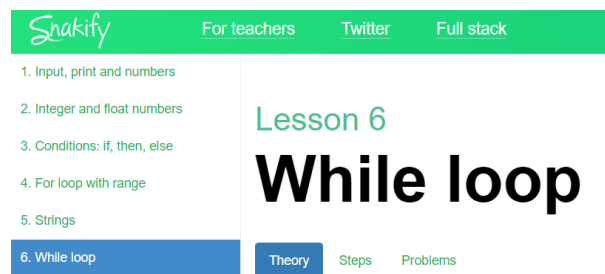 Snakify For teachers Twitter Full stack
1. Input, print and numbers
2. Integer and float numbers
3. Conditions: if, then, else
4. For loop with range
5. Strings
6. While loop
Lesson 6
While loop
Theory Steps Problems